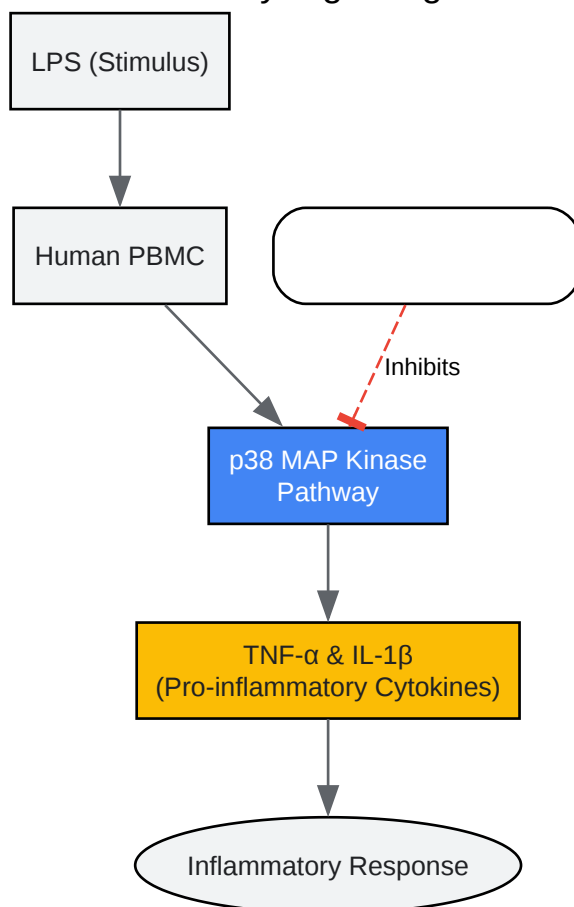 LPS (Stimulus)
Human PBMC
Inhibits
p38 MAP Kinase
Pathway
TNF-α & IL-1β
(Pro-inflammatory Cytokines)
Inflammatory Response